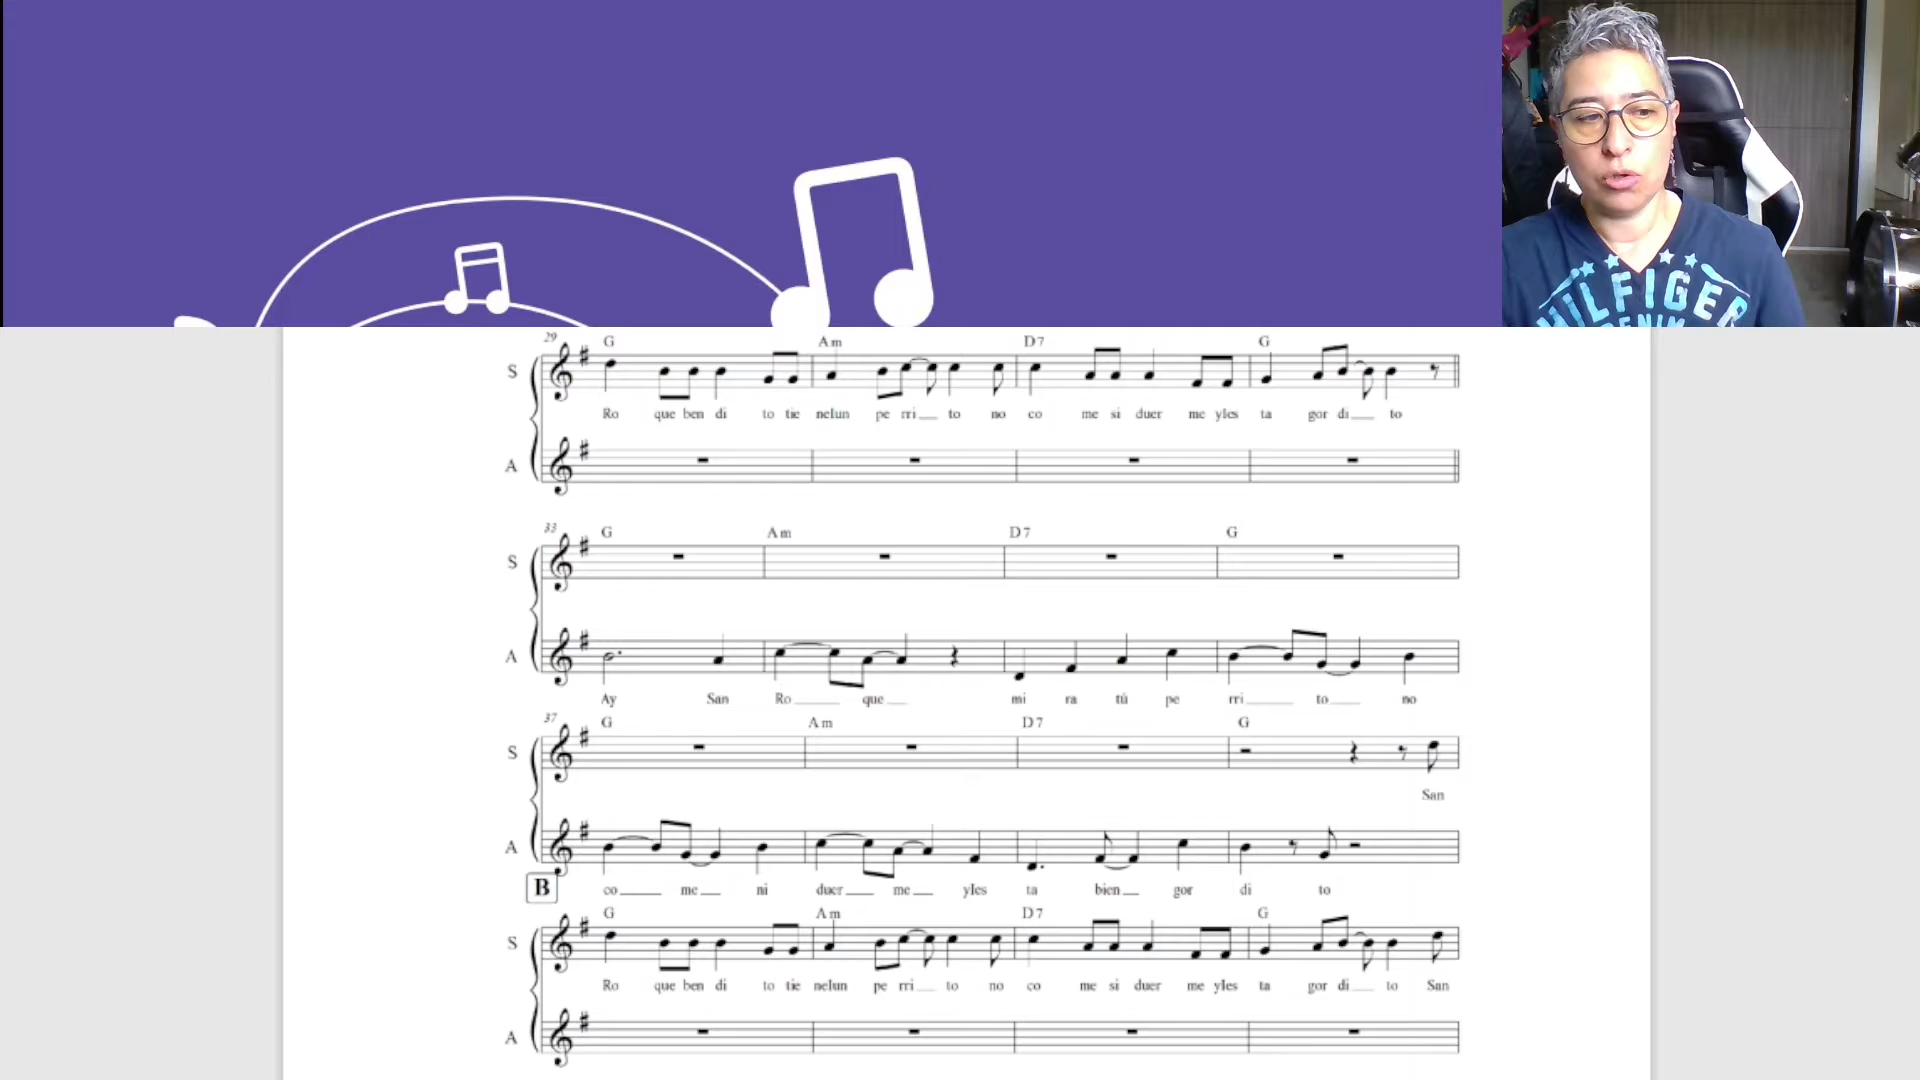 HILFIGER
DENIM
29 G Am D7 G
S
Ro que ben di to tie nelun pe rri to no co me si duer me yles ta gor di to
A
33 G Am D7 G
S
A
Ay San Ro que mi ra tú pe rri to no
37 G Am D7 G
S
San
A
B co me ni duer me yles ta bien gor di to
G Am D7 G
S
Ro que ben di to tie nelun pe rri to no co me si duer me yles ta gor di to San
A